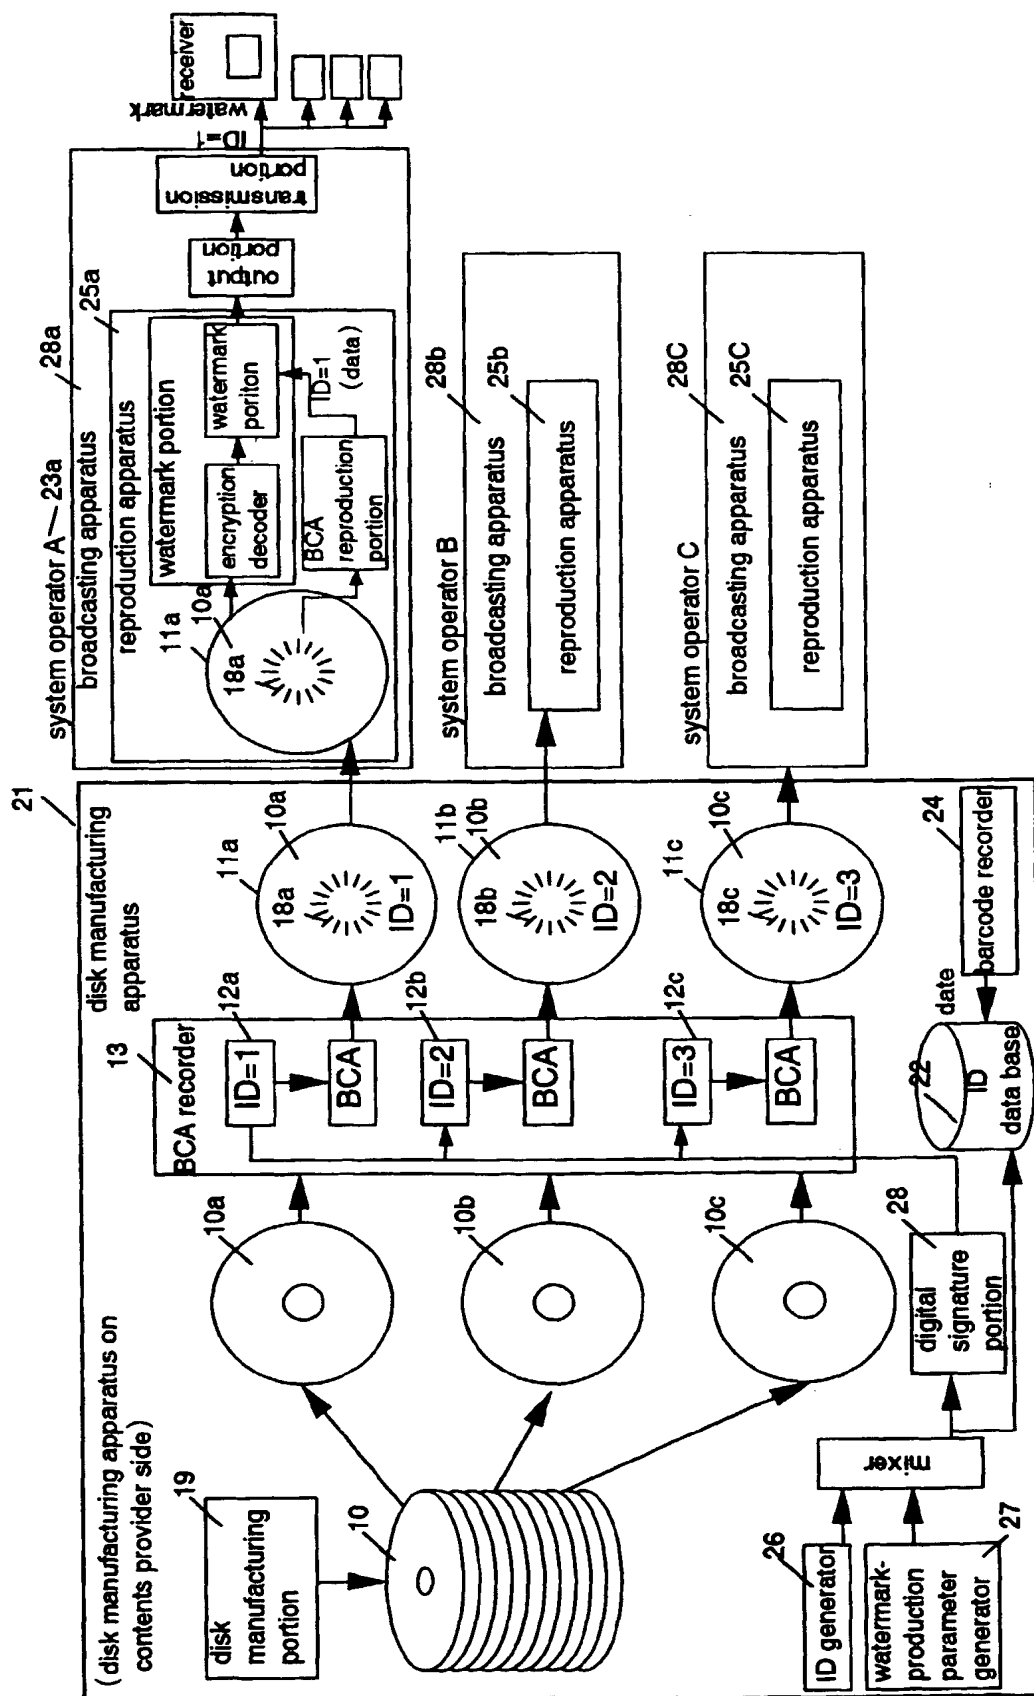 21
(disk manufacturing apparatus on
contents provider side)
disk manufacturing
apparatus
19
disk
manufacturing
portion
10
10a
10b
10c
13
BCA recorder
12a
ID=1
BCA
12b
ID=2
BCA
12c
ID=3
BCA
11a
10a
18a
ID=1
11b
10b
18b
ID=2
11c
10c
18c
ID=3
26
ID generator
27
watermark-
production
parameter
generator
mixer
28
digital
signature
portion
22
ID
data base
date
24
barcode recorder
system operator A
23a
28a
broadcasting apparatus
25a
reproduction apparatus
watermark portion
11a
10a
18a
encryption
decoder
watermark
poriton
BCA
reproduction
portion
ID=1
(data)
output
portion
transmission
portion
ID=1
watermark
receiver
system operator B
28b
broadcasting apparatus
25b
reproduction apparatus
system operator C
28C
broadcasting apparatus
25C
reproduction apparatus